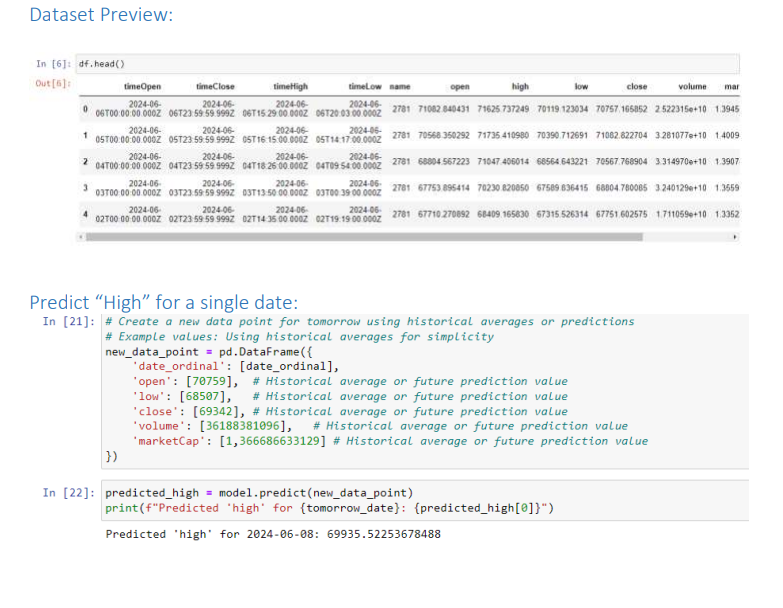 Dataset Preview:
In [6]: df.head()
Out[6]:
timeOpen timeClose timeHigh timeLow name open high low close volume mar
0 2024-06-06T00:00:00.000Z 2024-06-06T23:59:59.999Z 2024-06-06T15:29:00.000Z 2024-06-06T20:03:00.000Z 2781 71082.840431 71625.737249 70119.123034 70757.165852 2.522315e+10 1.3945
1 2024-06-05T00:00:00.000Z 2024-06-05T23:59:59.999Z 2024-06-05T16:15:00.000Z 2024-06-05T14:17:00.000Z 2781 70568.350292 71735.410980 70390.712691 71082.822704 3.281077e+10 1.4009
2 2024-06-04T00:00:00.000Z 2024-06-04T23:59:59.999Z 2024-06-04T18:26:00.000Z 2024-06-04T09:54:00.000Z 2781 68804.567223 71047.406014 68564.643221 70567.768904 3.314970e+10 1.3907
3 2024-06-03T00:00:00.000Z 2024-06-03T23:59:59.999Z 2024-06-03T13:50:00.000Z 2024-06-03T00:39:00.000Z 2781 67753.895414 70230.820850 67589.836415 68804.780085 3.240129e+10 1.3559
4 2024-06-02T00:00:00.000Z 2024-06-02T23:59:59.999Z 2024-06-02T14:35:00.000Z 2024-06-02T19:19:00.000Z 2781 67710.270892 68409.165830 67315.526314 67751.602575 1.711059e+10 1.3352
Predict “High” for a single date:
In [21]: # Create a new data point for tomorrow using historical averages or predictions
# Example values: Using historical averages for simplicity
new_data_point = pd.DataFrame({
'date_ordinal': [date_ordinal],
'open': [70759], # Historical average or future prediction value
'low': [68507], # Historical average or future prediction value
'close': [69342], # Historical average or future prediction value
'volume': [36188381096], # Historical average or future prediction value
'marketCap': [1,366686633129] # Historical average or future prediction value
})
In [22]: predicted_high = model.predict(new_data_point)
print(f"Predicted 'high' for {tomorrow_date}: {predicted_high[0]}")
Predicted 'high' for 2024-06-08: 69935.52253678488